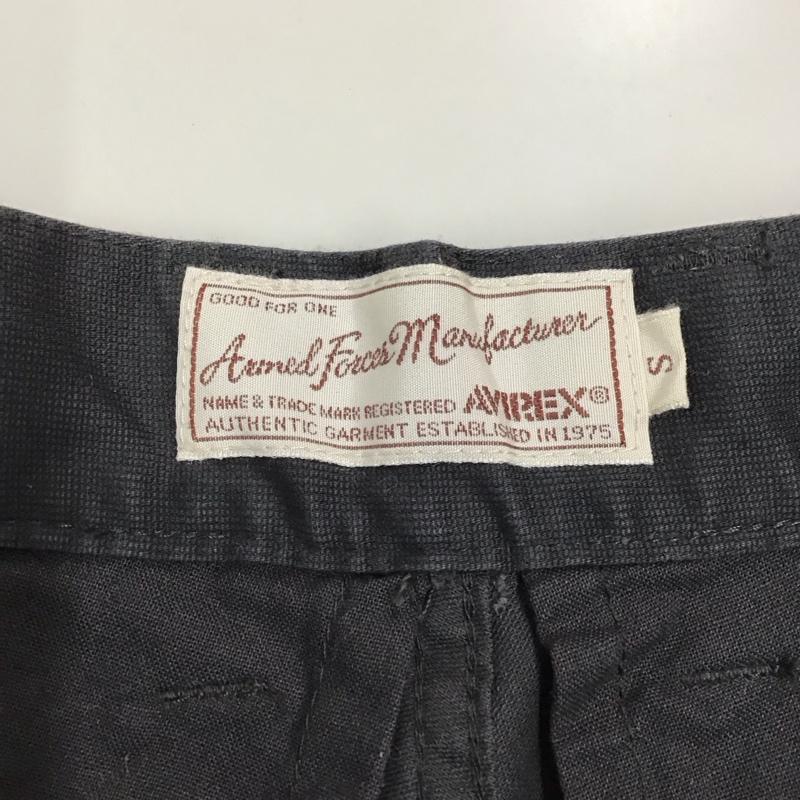 GOOD FOR ONE
Armed Forces Manufacturer
NAME & TRADE MARK REGISTERED AVIREX®
AUTHENTIC GARMENT ESTABLISHED IN 1975
S